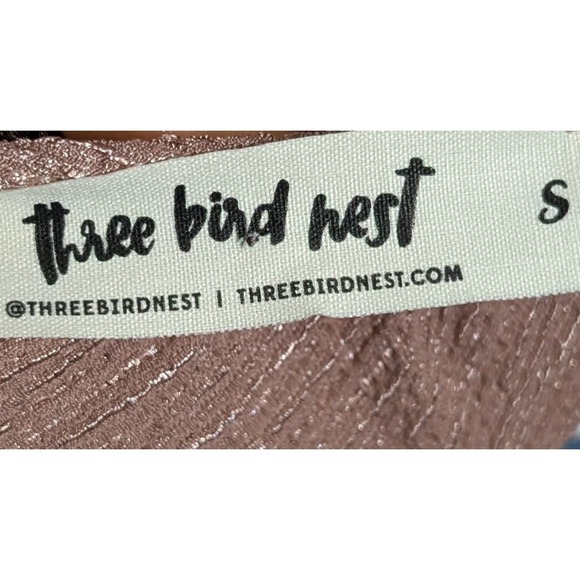 three bird nest S
@THREEBIRDNEST | THREEBIRDNEST.COM